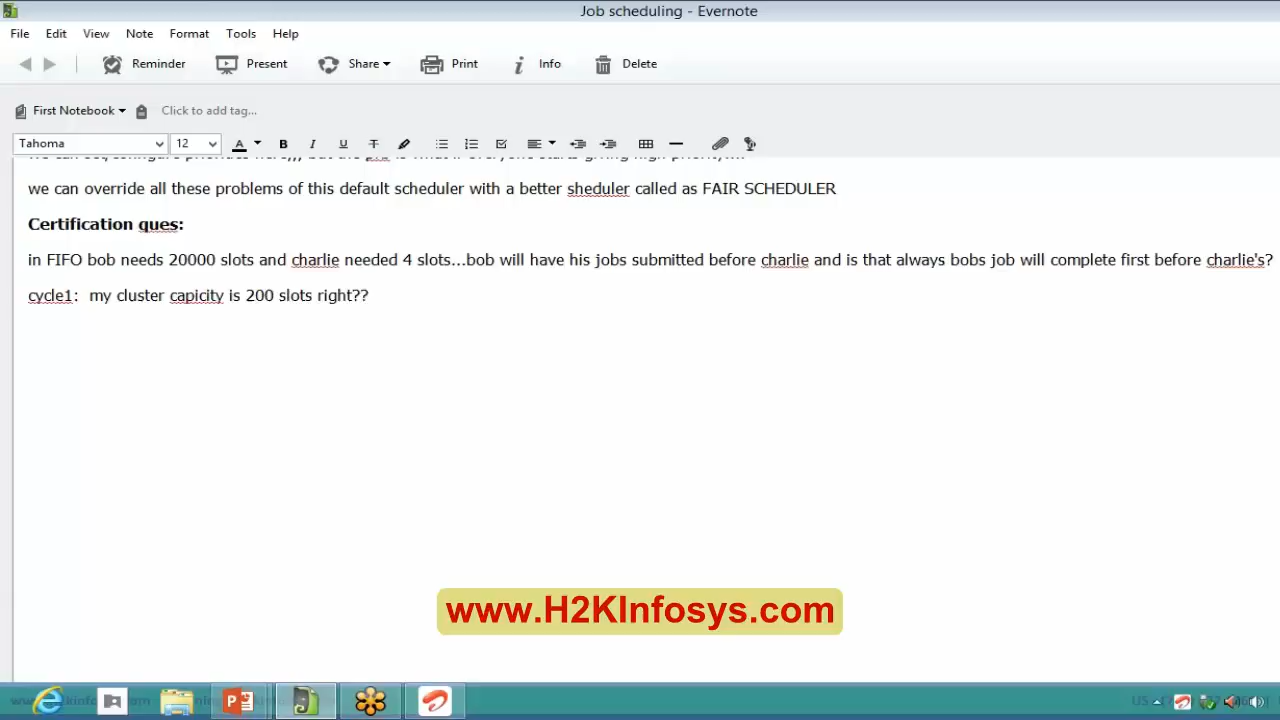 Job scheduling - Evernote
File Edit View Note Format Tools Help
Reminder Present Share Print Info Delete
First Notebook Click to add tag...
Tahoma 12 A B I U T
we can override all these problems of this default scheduler with a better sheduler called as FAIR SCHEDULER
Certification ques:
in FIFO bob needs 20000 slots and charlie needed 4 slots...bob will have his jobs submitted before charlie and is that always bobs job will complete first before charlie's?
cycle1: my cluster capicity is 200 slots right??
www.H2KInfosys.com